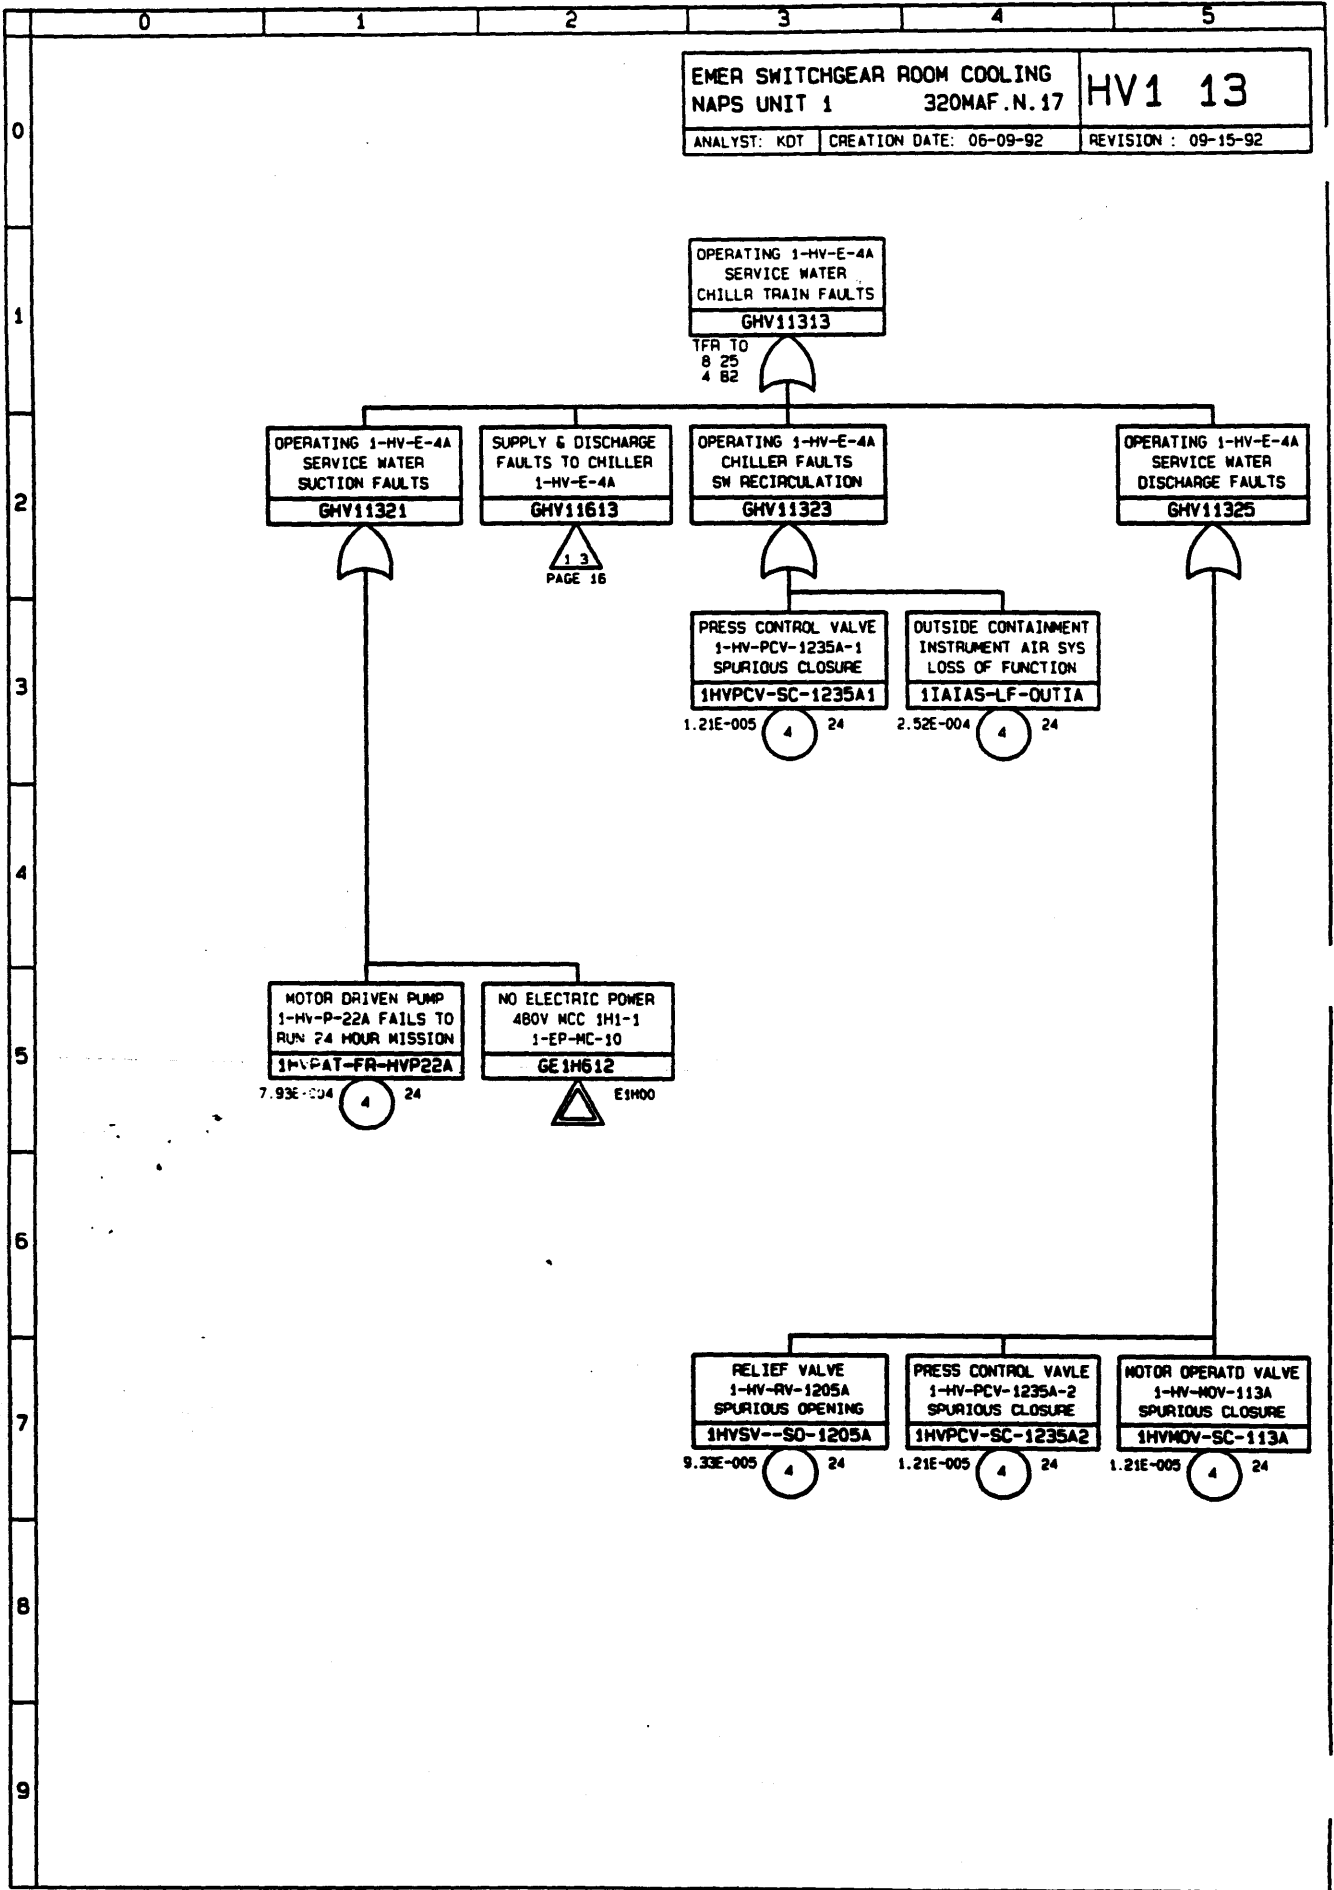 0 1 2 3 4 5
EMER SWITCHGEAR ROOM COOLING
NAPS UNIT 1 320MAF.N.17
HV1 13
ANALYST: KDT CREATION DATE: 06-09-92 REVISION : 09-15-92
0
OPERATING 1-HV-E-4A
SERVICE WATER
CHILLR TRAIN FAULTS
GHV11313
1
TFR TO
8 25
4 B2
OPERATING 1-HV-E-4A
SERVICE WATER
SUCTION FAULTS
GHV11321
SUPPLY & DISCHARGE
FAULTS TO CHILLER
1-HV-E-4A
GHV11613
1 3
PAGE 16
OPERATING 1-HV-E-4A
CHILLER FAULTS
SW RECIRCULATION
GHV11323
OPERATING 1-HV-E-4A
SERVICE WATER
DISCHARGE FAULTS
GHV11325
2
PRESS CONTROL VALVE
1-HV-PCV-1235A-1
SPURIOUS CLOSURE
1HVPCV-SC-1235A1
1.21E-005 4 24
OUTSIDE CONTAINMENT
INSTRUMENT AIR SYS
LOSS OF FUNCTION
1IAIAS-LF-OUTIA
2.52E-004 4 24
3
4
MOTOR DRIVEN PUMP
1-HV-P-22A FAILS TO
RUN 24 HOUR MISSION
1HVPAT-FR-HVP22A
7.93E-004 4 24
NO ELECTRIC POWER
480V MCC 1H1-1
1-EP-MC-10
GE1H612
E1H00
5
6
RELIEF VALVE
1-HV-RV-1205A
SPURIOUS OPENING
1HVSV--SO-1205A
9.33E-005 4 24
PRESS CONTROL VAVLE
1-HV-PCV-1235A-2
SPURIOUS CLOSURE
1HVPCV-SC-1235A2
1.21E-005 4 24
MOTOR OPERATD VALVE
1-HV-MOV-113A
SPURIOUS CLOSURE
1HVMOV-SC-113A
1.21E-005 4 24
7
8
9